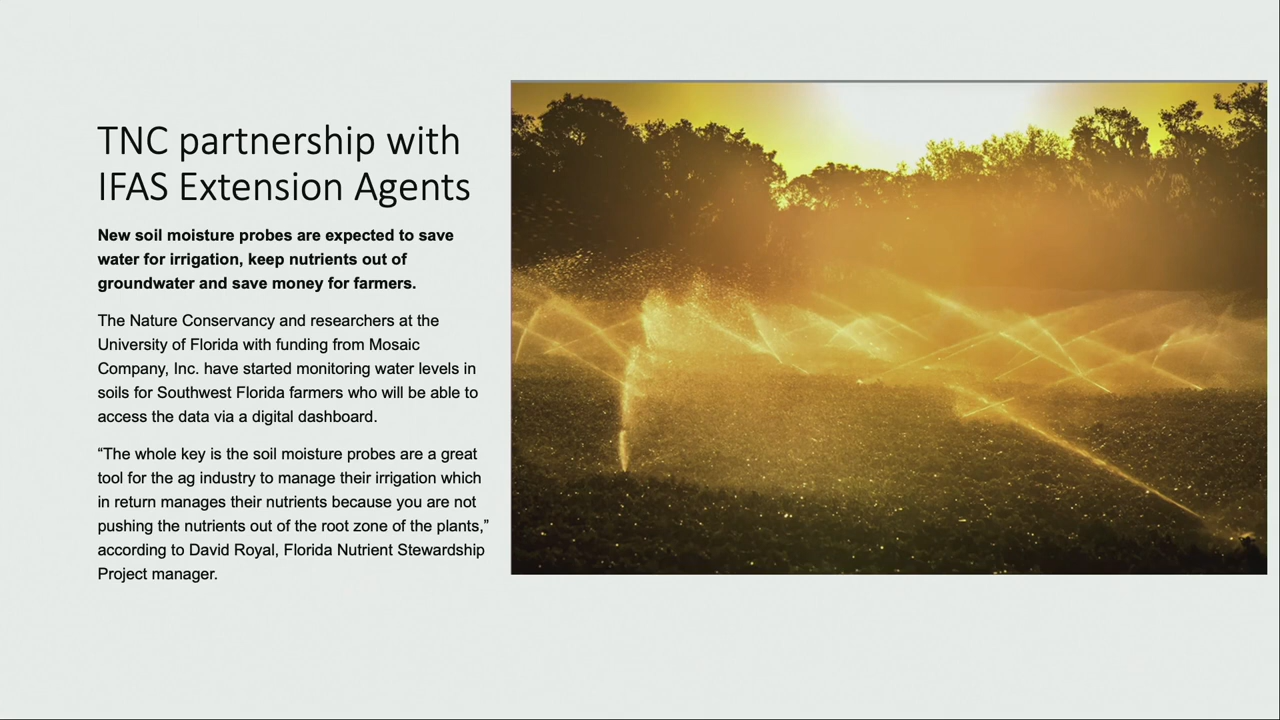 TNC partnership with
IFAS Extension Agents
New soil moisture probes are expected to save
water for irrigation, keep nutrients out of
groundwater and save money for farmers.
The Nature Conservancy and researchers at the
University of Florida with funding from Mosaic
Company, Inc. have started monitoring water levels in
soils for Southwest Florida farmers who will be able to
access the data via a digital dashboard.
“The whole key is the soil moisture probes are a great
tool for the ag industry to manage their irrigation which
in return manages their nutrients because you are not
pushing the nutrients out of the root zone of the plants,”
according to David Royal, Florida Nutrient Stewardship
Project manager.